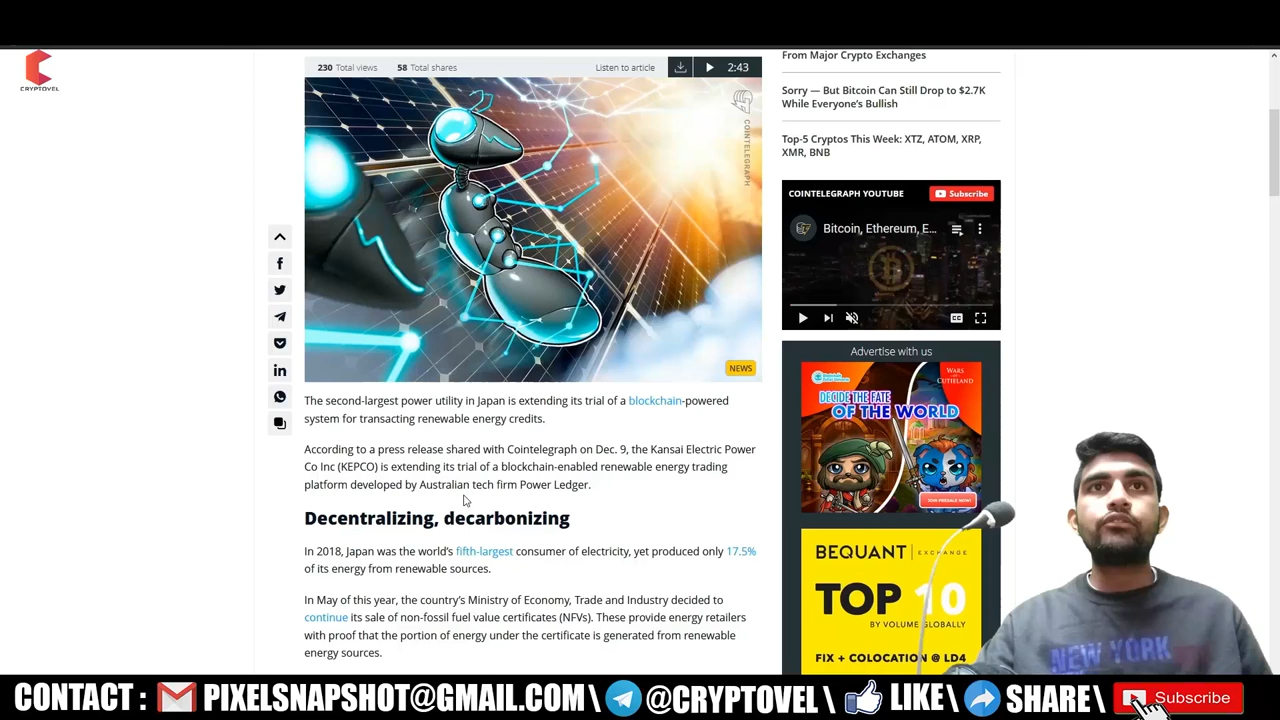 CRYPTOVEL
230 Total views
58 Total shares
Listen to article
2:43
COINTELEGRAPH
NEWS
The second-largest power utility in Japan is extending its trial of a blockchain-powered
system for transacting renewable energy credits.
According to a press release shared with Cointelegraph on Dec. 9, the Kansai Electric Power
Co Inc (KEPCO) is extending its trial of a blockchain-enabled renewable energy trading
platform developed by Australian tech firm Power Ledger.
Decentralizing, decarbonizing
In 2018, Japan was the world's fifth-largest consumer of electricity, yet produced only 17.5%
of its energy from renewable sources.
In May of this year, the country's Ministry of Economy, Trade and Industry decided to
continue its sale of non-fossil fuel value certificates (NFVs). These provide energy retailers
with proof that the portion of energy under the certificate is generated from renewable
energy sources.
From Major Crypto Exchanges
Sorry — But Bitcoin Can Still Drop to $2.7K
While Everyone's Bullish
Top-5 Cryptos This Week: XTZ, ATOM, XRP,
XMR, BNB
COINTELEGRAPH YOUTUBE
Subscribe
Bitcoin, Ethereum, E...
CC
Advertise with us
WARS
CUTIELAND
DECIDE THE FATE
OF THE WORLD
JOIN PRESALE NOW!
BEQUANT | EXCHANGE
TOP 10
BY VOLUME GLOBALLY
FIX + COLOCATION @ LD4
NEW YORK
CONTACT : PIXELSNAPSHOT@GMAIL.COM \ @CRYPTOVEL \ LIKE \ SHARE \ Subscribe